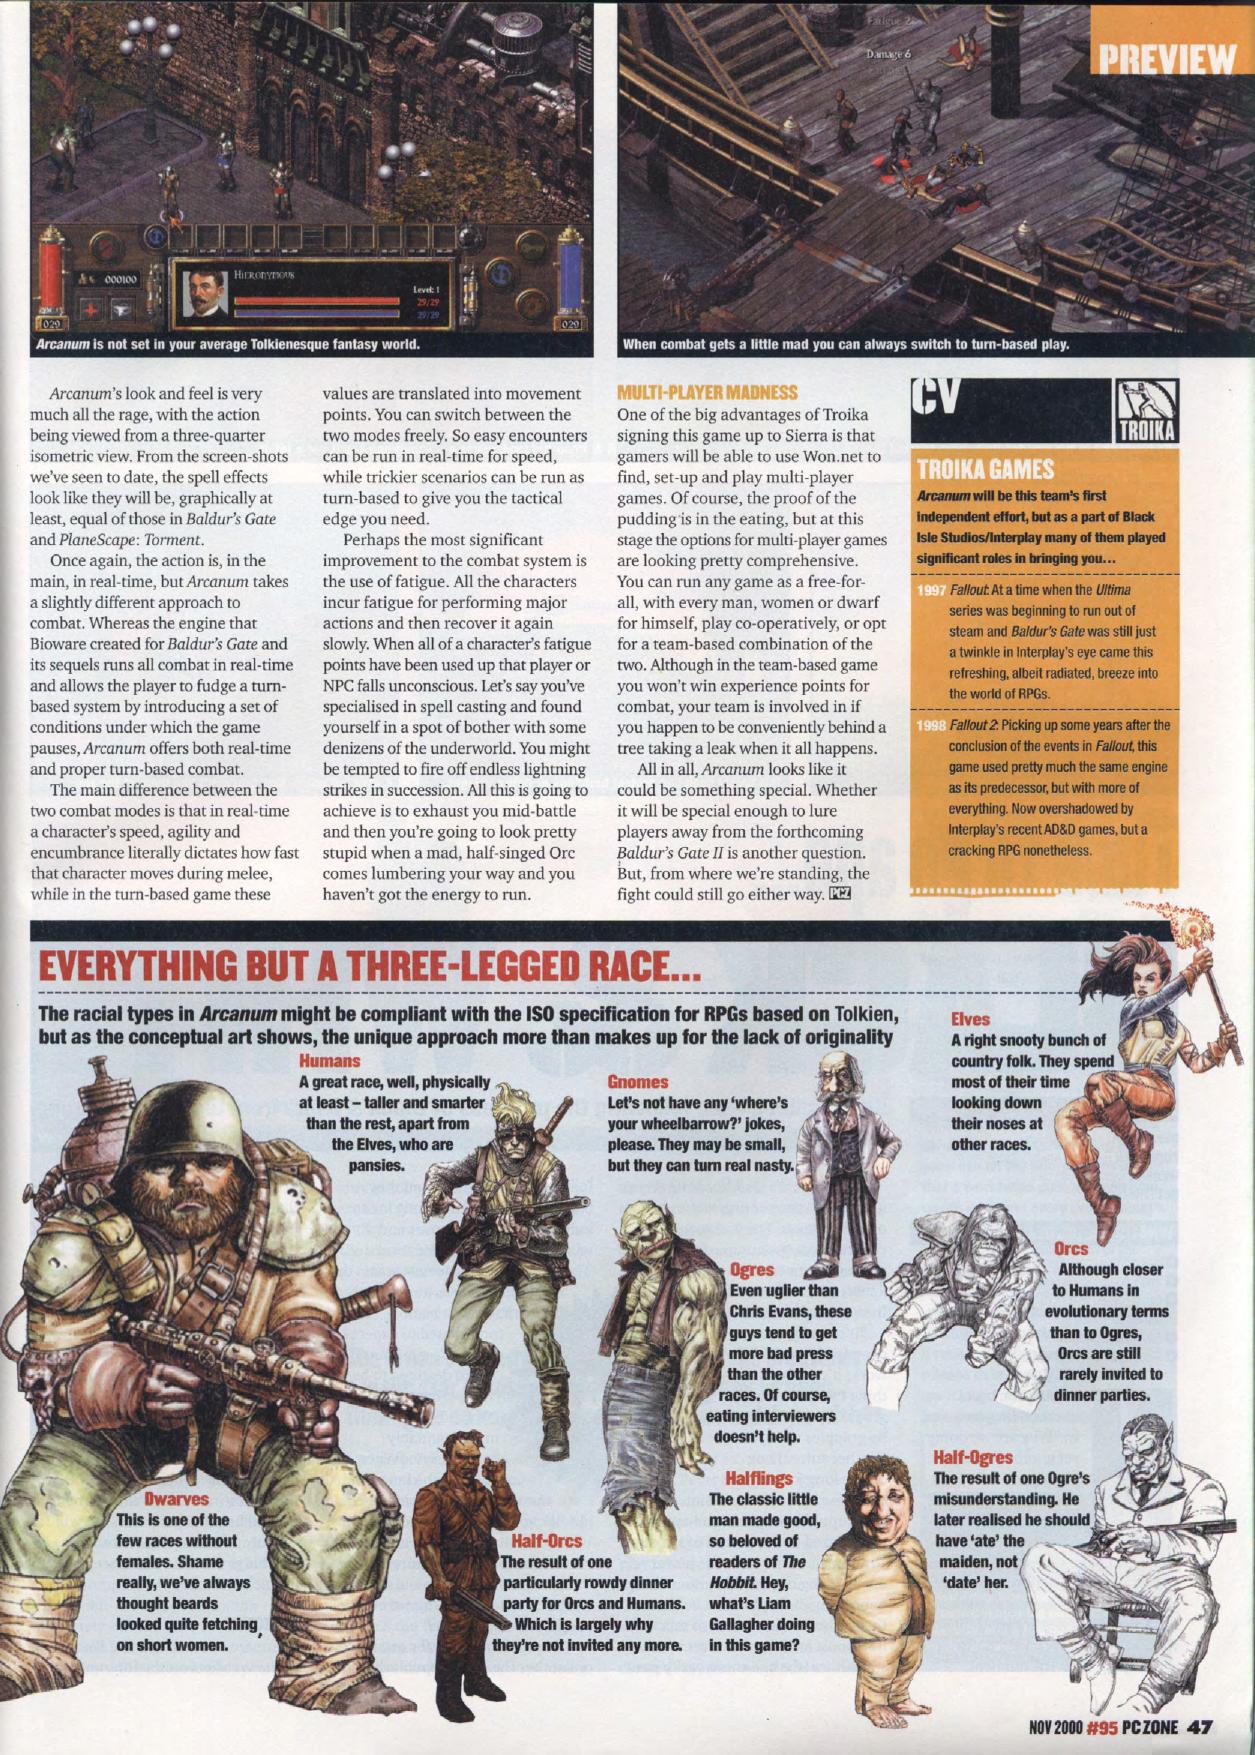 Fatigue 2
Damage 6
PREVIEW
HIERONYMOUS
Level: 1
29/29
29/29
000100
029
029
Arcanum is not set in your average Tolkienesque fantasy world.
When combat gets a little mad you can always switch to turn-based play.
Arcanum's look and feel is very
much all the rage, with the action
being viewed from a three-quarter
isometric view. From the screen-shots
we've seen to date, the spell effects
look like they will be, graphically at
least, equal of those in Baldur's Gate
and PlaneScape: Torment.
Once again, the action is, in the
main, in real-time, but Arcanum takes
a slightly different approach to
combat. Whereas the engine that
Bioware created for Baldur's Gate and
its sequels runs all combat in real-time
and allows the player to fudge a turn-
based system by introducing a set of
conditions under which the game
pauses, Arcanum offers both real-time
and proper turn-based combat.
The main difference between the
two combat modes is that in real-time
a character's speed, agility and
encumbrance literally dictates how fast
that character moves during melee,
while in the turn-based game these
values are translated into movement
points. You can switch between the
two modes freely. So easy encounters
can be run in real-time for speed,
while trickier scenarios can be run as
turn-based to give you the tactical
edge you need.
Perhaps the most significant
improvement to the combat system is
the use of fatigue. All the characters
incur fatigue for performing major
actions and then recover it again
slowly. When all of a character's fatigue
points have been used up that player or
NPC falls unconscious. Let's say you've
specialised in spell casting and found
yourself in a spot of bother with some
denizens of the underworld. You might
be tempted to fire off endless lightning
strikes in succession. All this is going to
achieve is to exhaust you mid-battle
and then you're going to look pretty
stupid when a mad, half-singed Orc
comes lumbering your way and you
haven't got the energy to run.
MULTI-PLAYER MADNESS
One of the big advantages of Troika
signing this game up to Sierra is that
gamers will be able to use Won.net to
find, set-up and play multi-player
games. Of course, the proof of the
pudding is in the eating, but at this
stage the options for multi-player games
are looking pretty comprehensive.
You can run any game as a free-for-
all, with every man, women or dwarf
for himself, play co-operatively, or opt
for a team-based combination of the
two. Although in the team-based game
you won't win experience points for
combat, your team is involved in if
you happen to be conveniently behind a
tree taking a leak when it all happens.
All in all, Arcanum looks like it
could be something special. Whether
it will be special enough to lure
players away from the forthcoming
Baldur's Gate II is another question.
But, from where we're standing, the
fight could still go either way. PCZ
CV
TROIKA
TROIKA GAMES
Arcanum will be this team's first
independent effort, but as a part of Black
Isle Studios/Interplay many of them played
significant roles in bringing you...
1997 Fallout: At a time when the Ultima
series was beginning to run out of
steam and Baldur's Gate was still just
a twinkle in Interplay's eye came this
refreshing, albeit radiated, breeze into
the world of RPGs.
1998 Fallout 2: Picking up some years after the
conclusion of the events in Fallout, this
game used pretty much the same engine
as its predecessor, but with more of
everything. Now overshadowed by
Interplay's recent AD&D games, but a
cracking RPG nonetheless.
EVERYTHING BUT A THREE-LEGGED RACE...
The racial types in Arcanum might be compliant with the ISO specification for RPGs based on Tolkien,
but as the conceptual art shows, the unique approach more than makes up for the lack of originality
Humans
A great race, well, physically
at least – taller and smarter
than the rest, apart from
the Elves, who are
pansies.
Gnomes
Let's not have any 'where's
your wheelbarrow?' jokes,
please. They may be small,
but they can turn real nasty.
Elves
A right snooty bunch of
country folk. They spend
most of their time
looking down
their noses at
other races.
Ogres
Even uglier than
Chris Evans, these
guys tend to get
more bad press
than the other
races. Of course,
eating interviewers
doesn't help.
Orcs
Although closer
to Humans in
evolutionary terms
than to Ogres,
Orcs are still
rarely invited to
dinner parties.
Dwarves
This is one of the
few races without
females. Shame
really, we've always
thought beards
looked quite fetching
on short women.
Half-Orcs
The result of one
particularly rowdy dinner
party for Orcs and Humans.
Which is largely why
they're not invited any more.
Halflings
The classic little
man made good,
so beloved of
readers of The
Hobbit. Hey,
what's Liam
Gallagher doing
in this game?
Half-Ogres
The result of one Ogre's
misunderstanding. He
later realised he should
have 'ate' the
maiden, not
'date' her.
NOV 2000 #95 PC ZONE 47